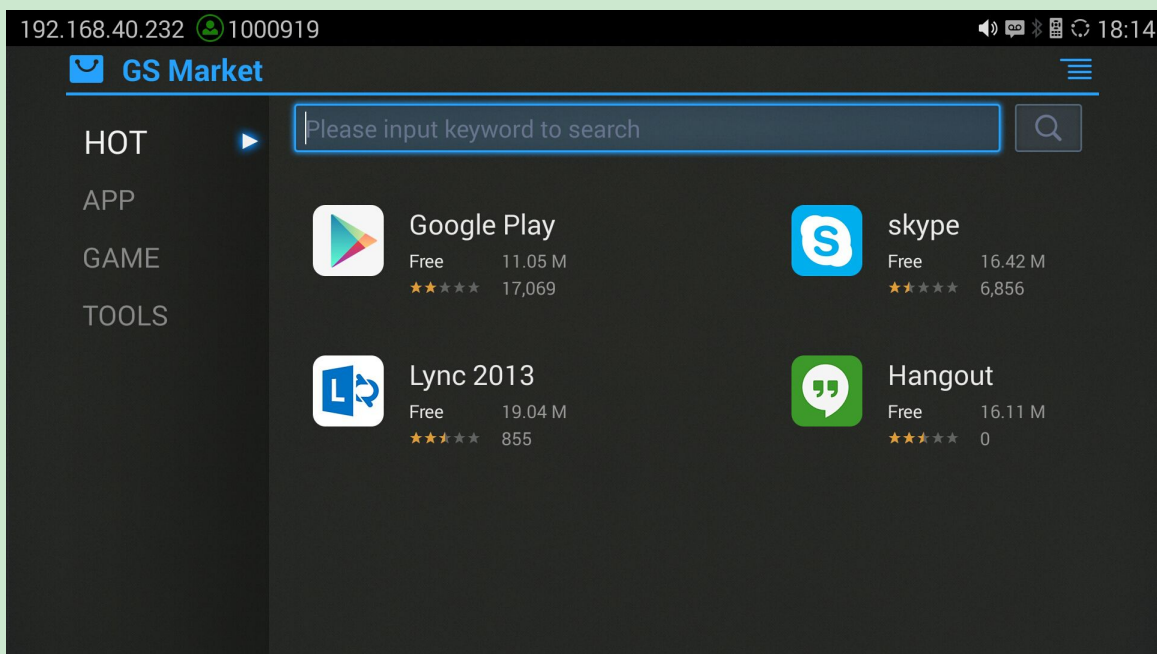 192.168.40.232 1000919 18:14
GS Market
HOT
APP
GAME
TOOLS
Please input keyword to search
Google Play
Free 11.05 M
17,069
skype
Free 16.42 M
6,856
Lync 2013
Free 19.04 M
855
Hangout
Free 16.11 M
0